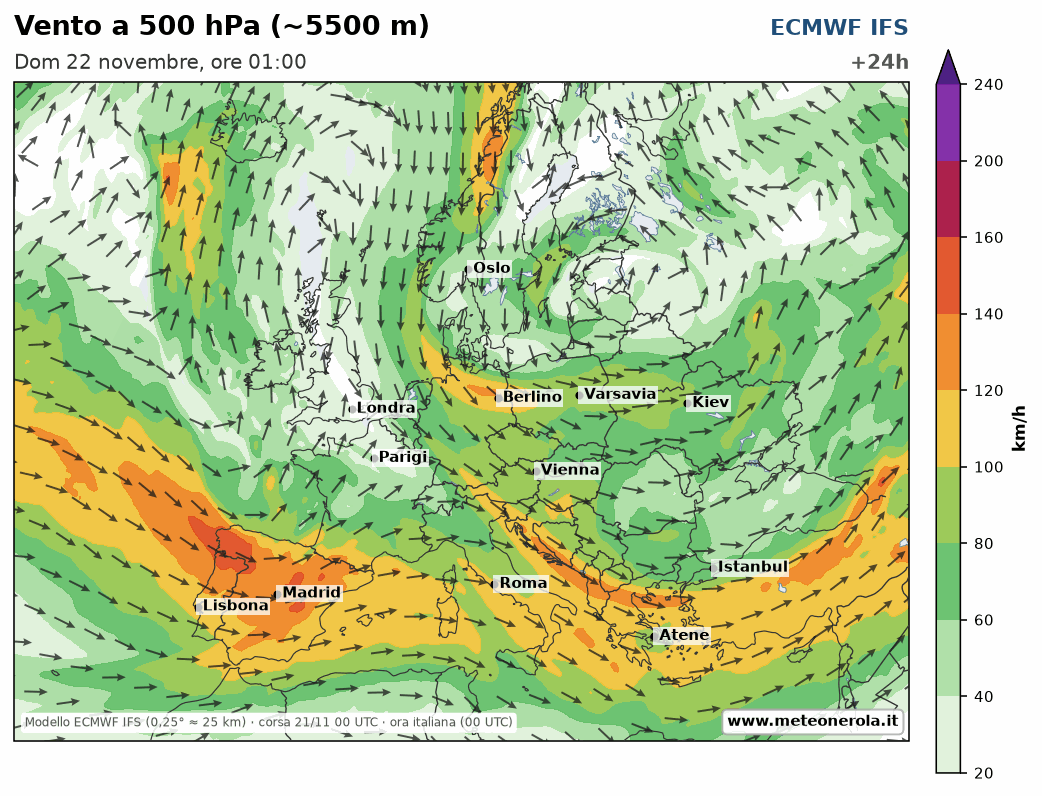 Vento a 500 hPa (~5500 m)
ECMWF IFS
Dom 22 novembre, ore 01:00
+24h
240
200
160
140
120
100
80
60
40
20
km/h
Oslo
Berlino
Varsavia
Kiev
Londra
Parigi
Vienna
Istanbul
Roma
Madrid
Lisbona
Atene
Modello ECMWF IFS (0,25° ≈ 25 km) · corsa 21/11 00 UTC · ora italiana (00 UTC)
www.meteonerola.it